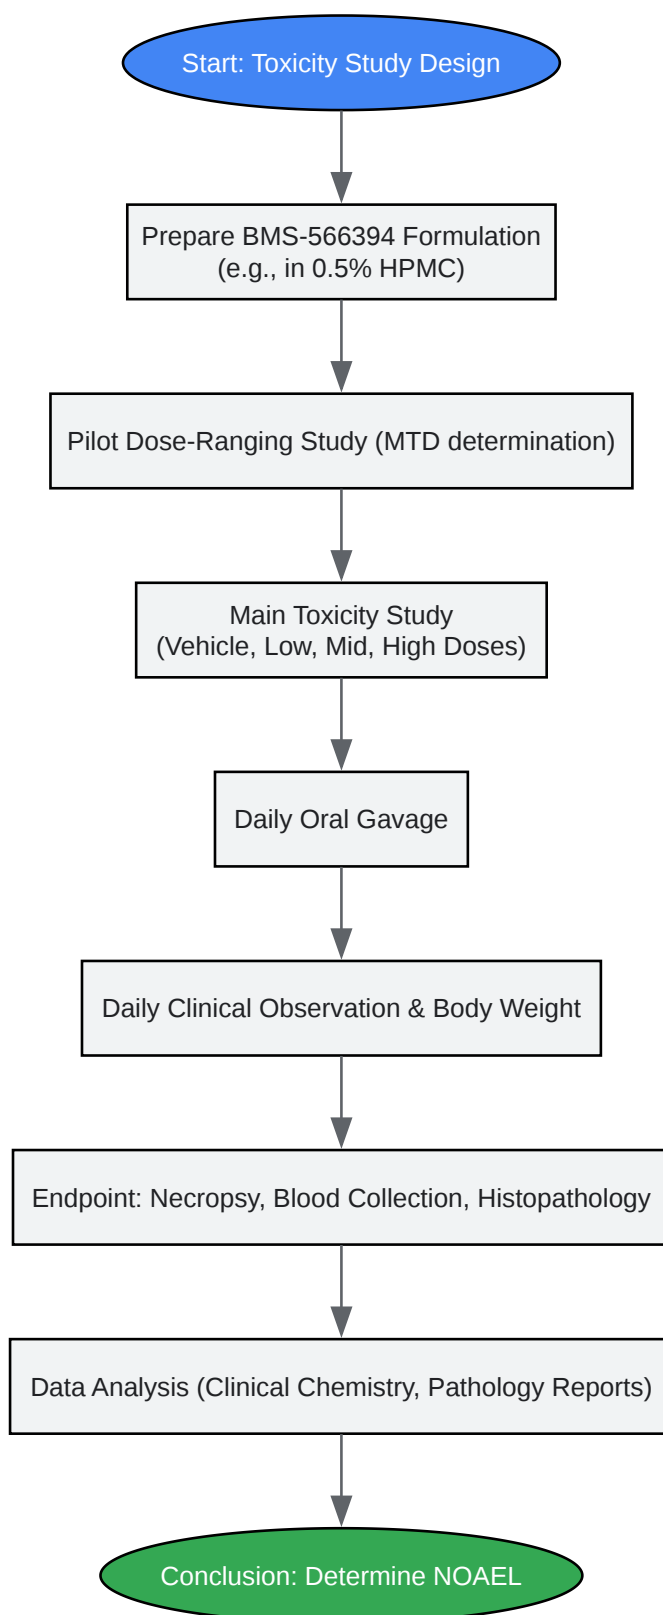 Start: Toxicity Study Design
Prepare BMS-566394 Formulation
(e.g., in 0.5% HPMC)
Pilot Dose-Ranging Study (MTD determination)
Main Toxicity Study
(Vehicle, Low, Mid, High Doses)
Daily Oral Gavage
Daily Clinical Observation & Body Weight
Endpoint: Necropsy, Blood Collection, Histopathology
Data Analysis (Clinical Chemistry, Pathology Reports)
Conclusion: Determine NOAEL